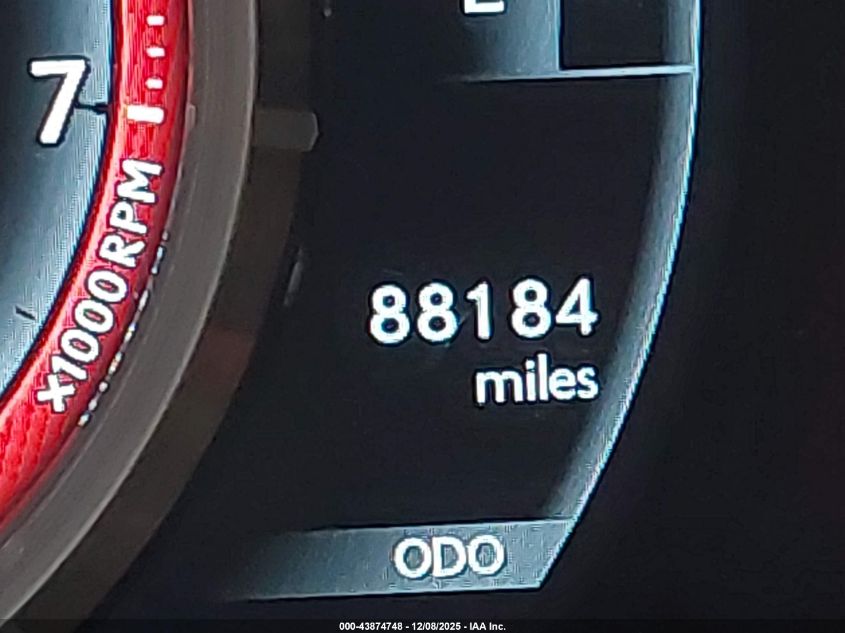 E
7
x1000RPM
88184
miles
ODO
000-43874748 - 12/08/2025 - IAA Inc.